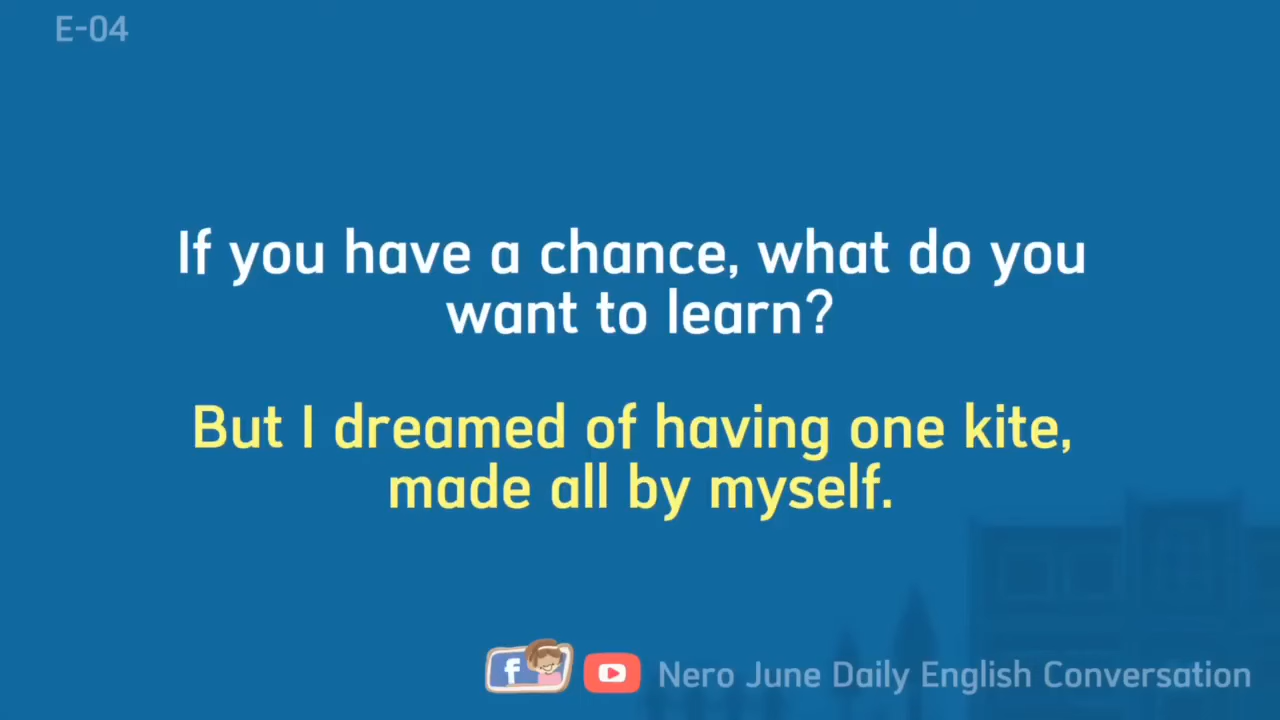 E-04
If you have a chance, what do you
want to learn?
But I dreamed of having one kite,
made all by myself.
f
Nero June Daily English Conversation